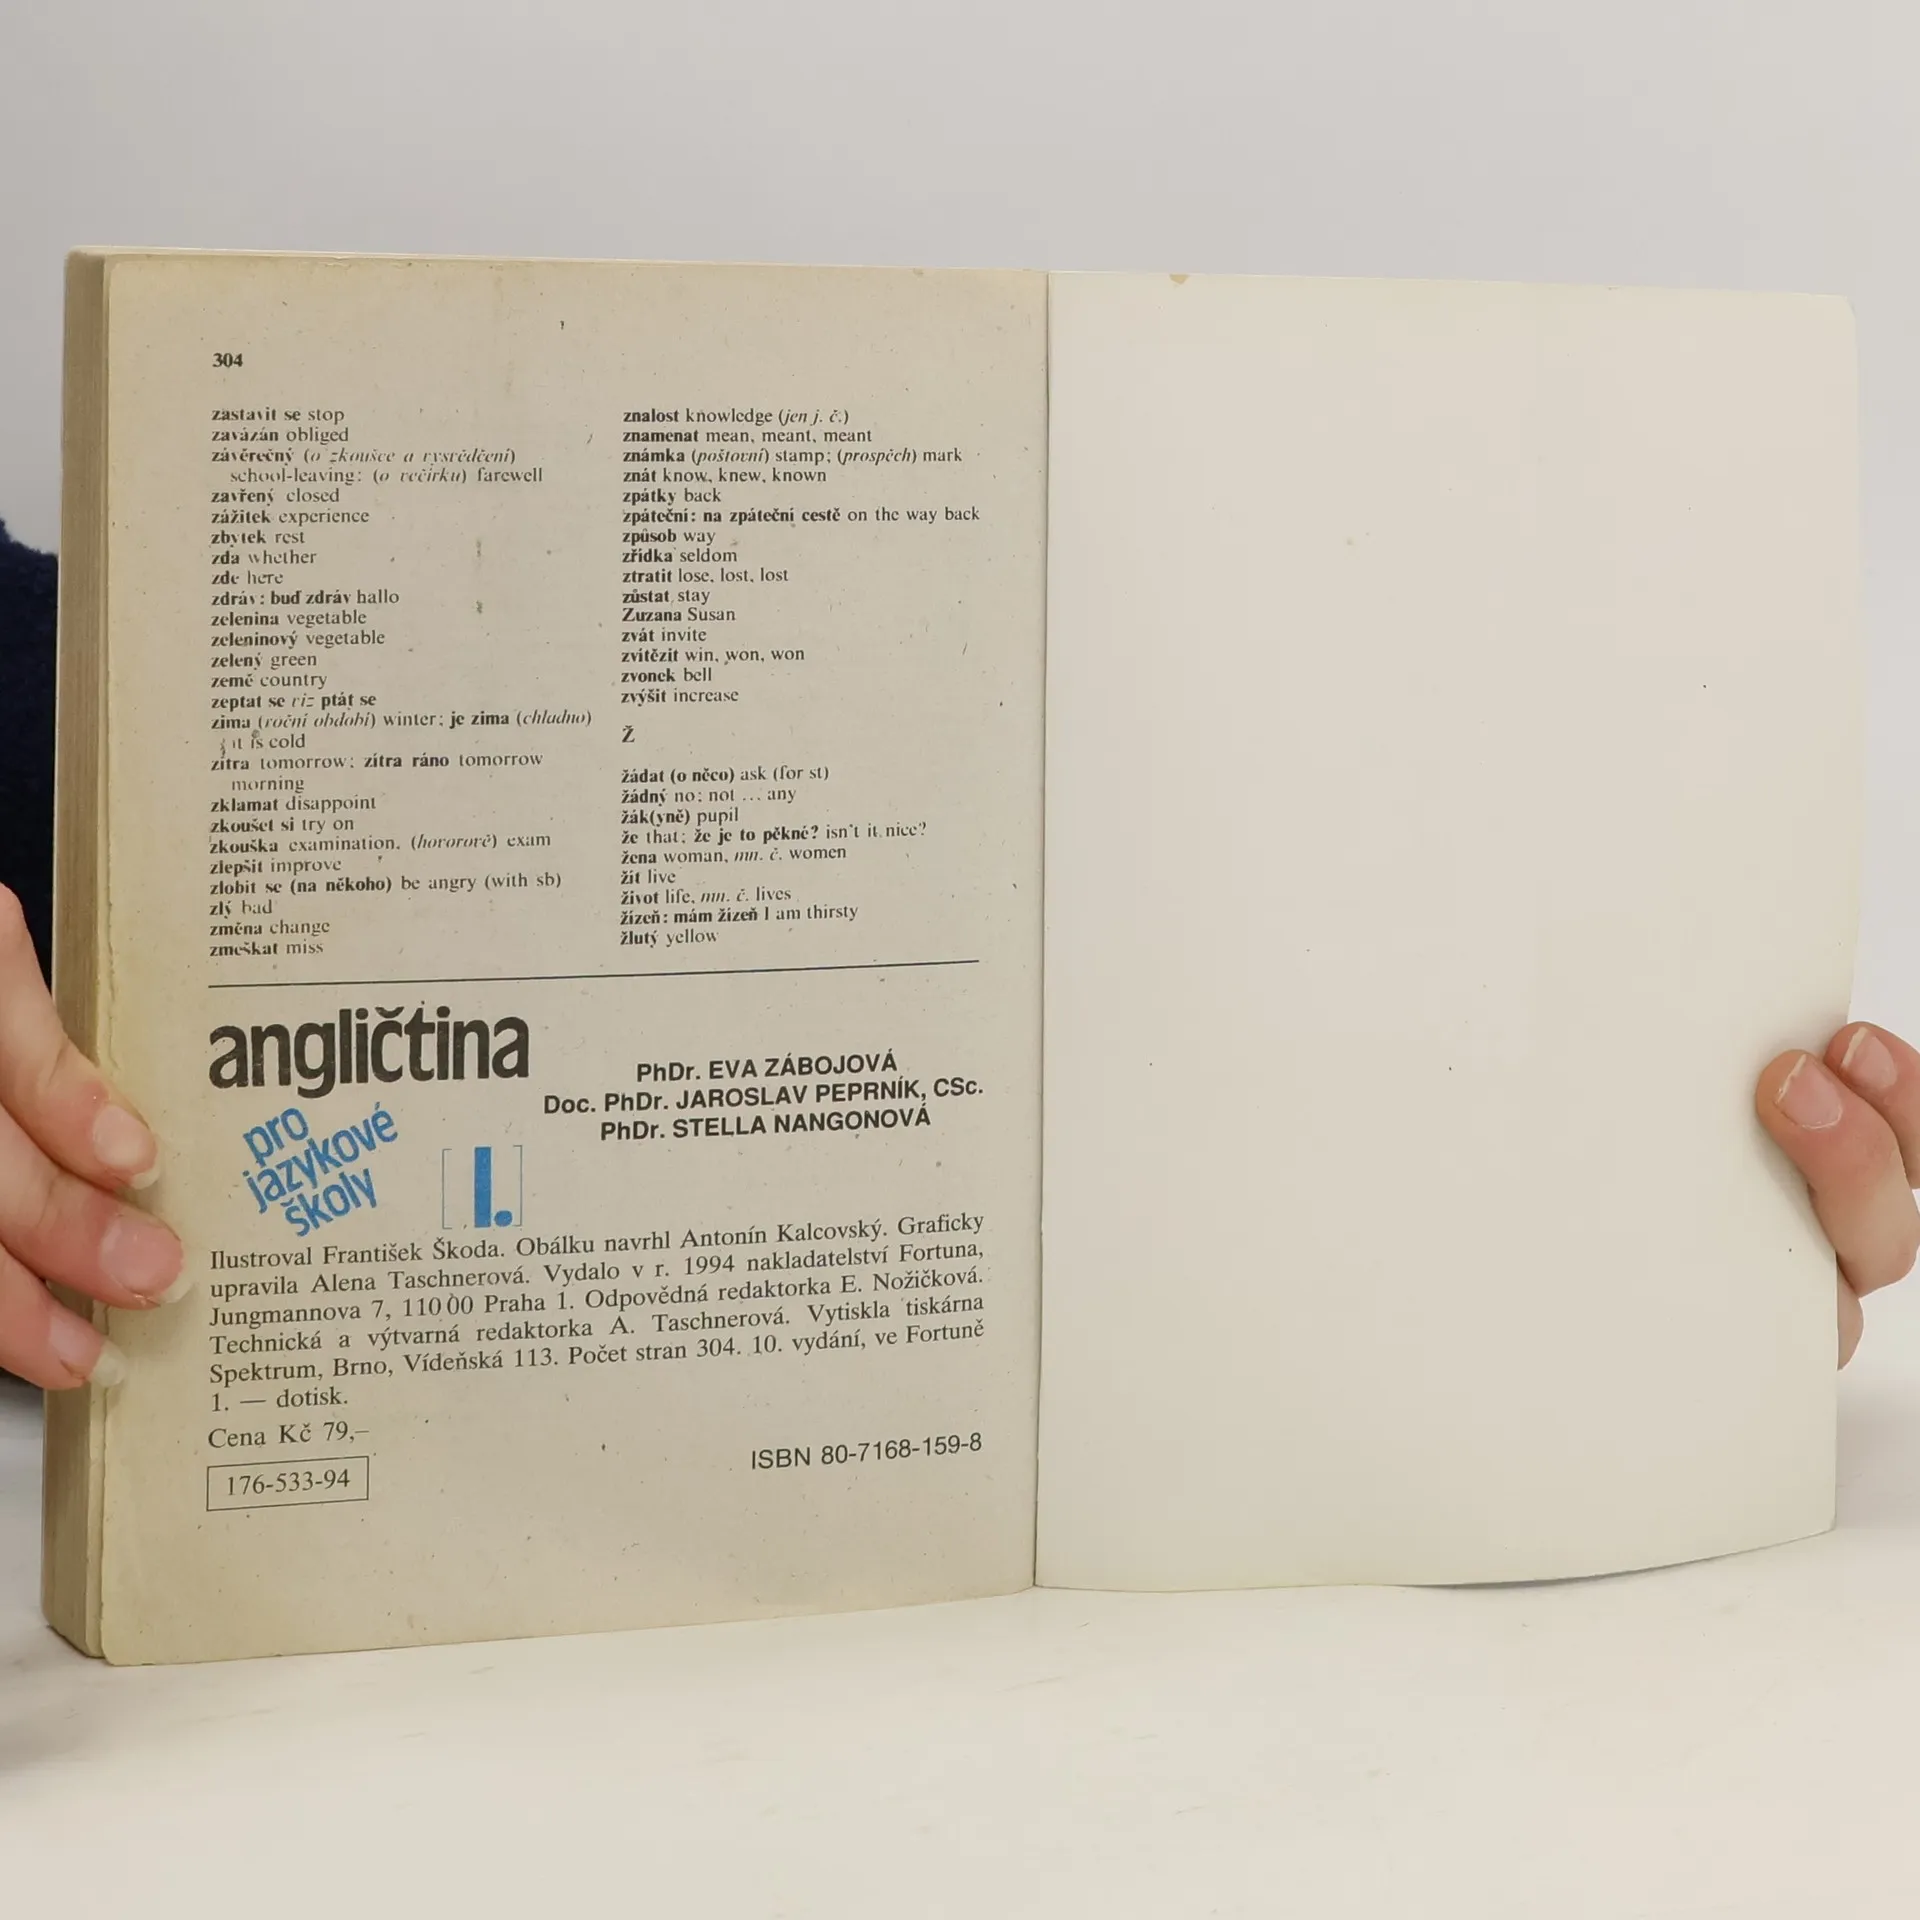 304
zastavit se stop
zavázán obliged
závěrečný (o zkoušce a vysvědčení)
school-leaving; (o večírku) farewell
zavřený closed
zážitek experience
zbytek rest
zda whether
zde here
zdráv: buď zdráv hallo
zelenina vegetable
zeleninový vegetable
zelený green
země country
zeptat se viz ptát se
zima (roční období) winter; je zima (chladno)
it is cold
zítra tomorrow; zítra ráno tomorrow
morning
zklamat disappoint
zkoušet si try on
zkouška examination, (hovorově) exam
zlepšit improve
zlobit se (na někoho) be angry (with sb)
zlý bad
změna change
zmeškat miss
znalost knowledge (jen j. č.)
znamenat mean, meant, meant
známka (poštovní) stamp; (prospěch) mark
znát know, knew, known
zpátky back
zpáteční: na zpáteční cestě on the way back
způsob way
zřídka seldom
ztratit lose, lost, lost
zůstat stay
Zuzana Susan
zvát invite
zvítězit win, won, won
zvonek bell
zvýšit increase
Ž
žádat (o něco) ask (for st)
žádný no; not ... any
žák(yně) pupil
že that; že je to pěkné? isn't it nice?
žena woman, mn. č. women
žít live
život life, mn. č. lives
žízeň: mám žízeň I am thirsty
žlutý yellow
angličtina
pro
jazykové
školy
[I.]
PhDr. EVA ZÁBOJOVÁ
Doc. PhDr. JAROSLAV PEPRNÍK, CSc.
PhDr. STELLA NANGONOVÁ
Ilustroval František Škoda. Obálku navrhl Antonín Kalcovský. Graficky
upravila Alena Taschnerová. Vydalo v r. 1994 nakladatelství Fortuna,
Jungmannova 7, 110 00 Praha 1. Odpovědná redaktorka E. Nožičková.
Technická a výtvarná redaktorka A. Taschnerová. Vytiskla tiskárna
Spektrum, Brno, Vídeňská 113. Počet stran 304. 10. vydání, ve Fortuně
1. — dotisk.
Cena Kč 79,–
176-533-94
ISBN 80-7168-159-8